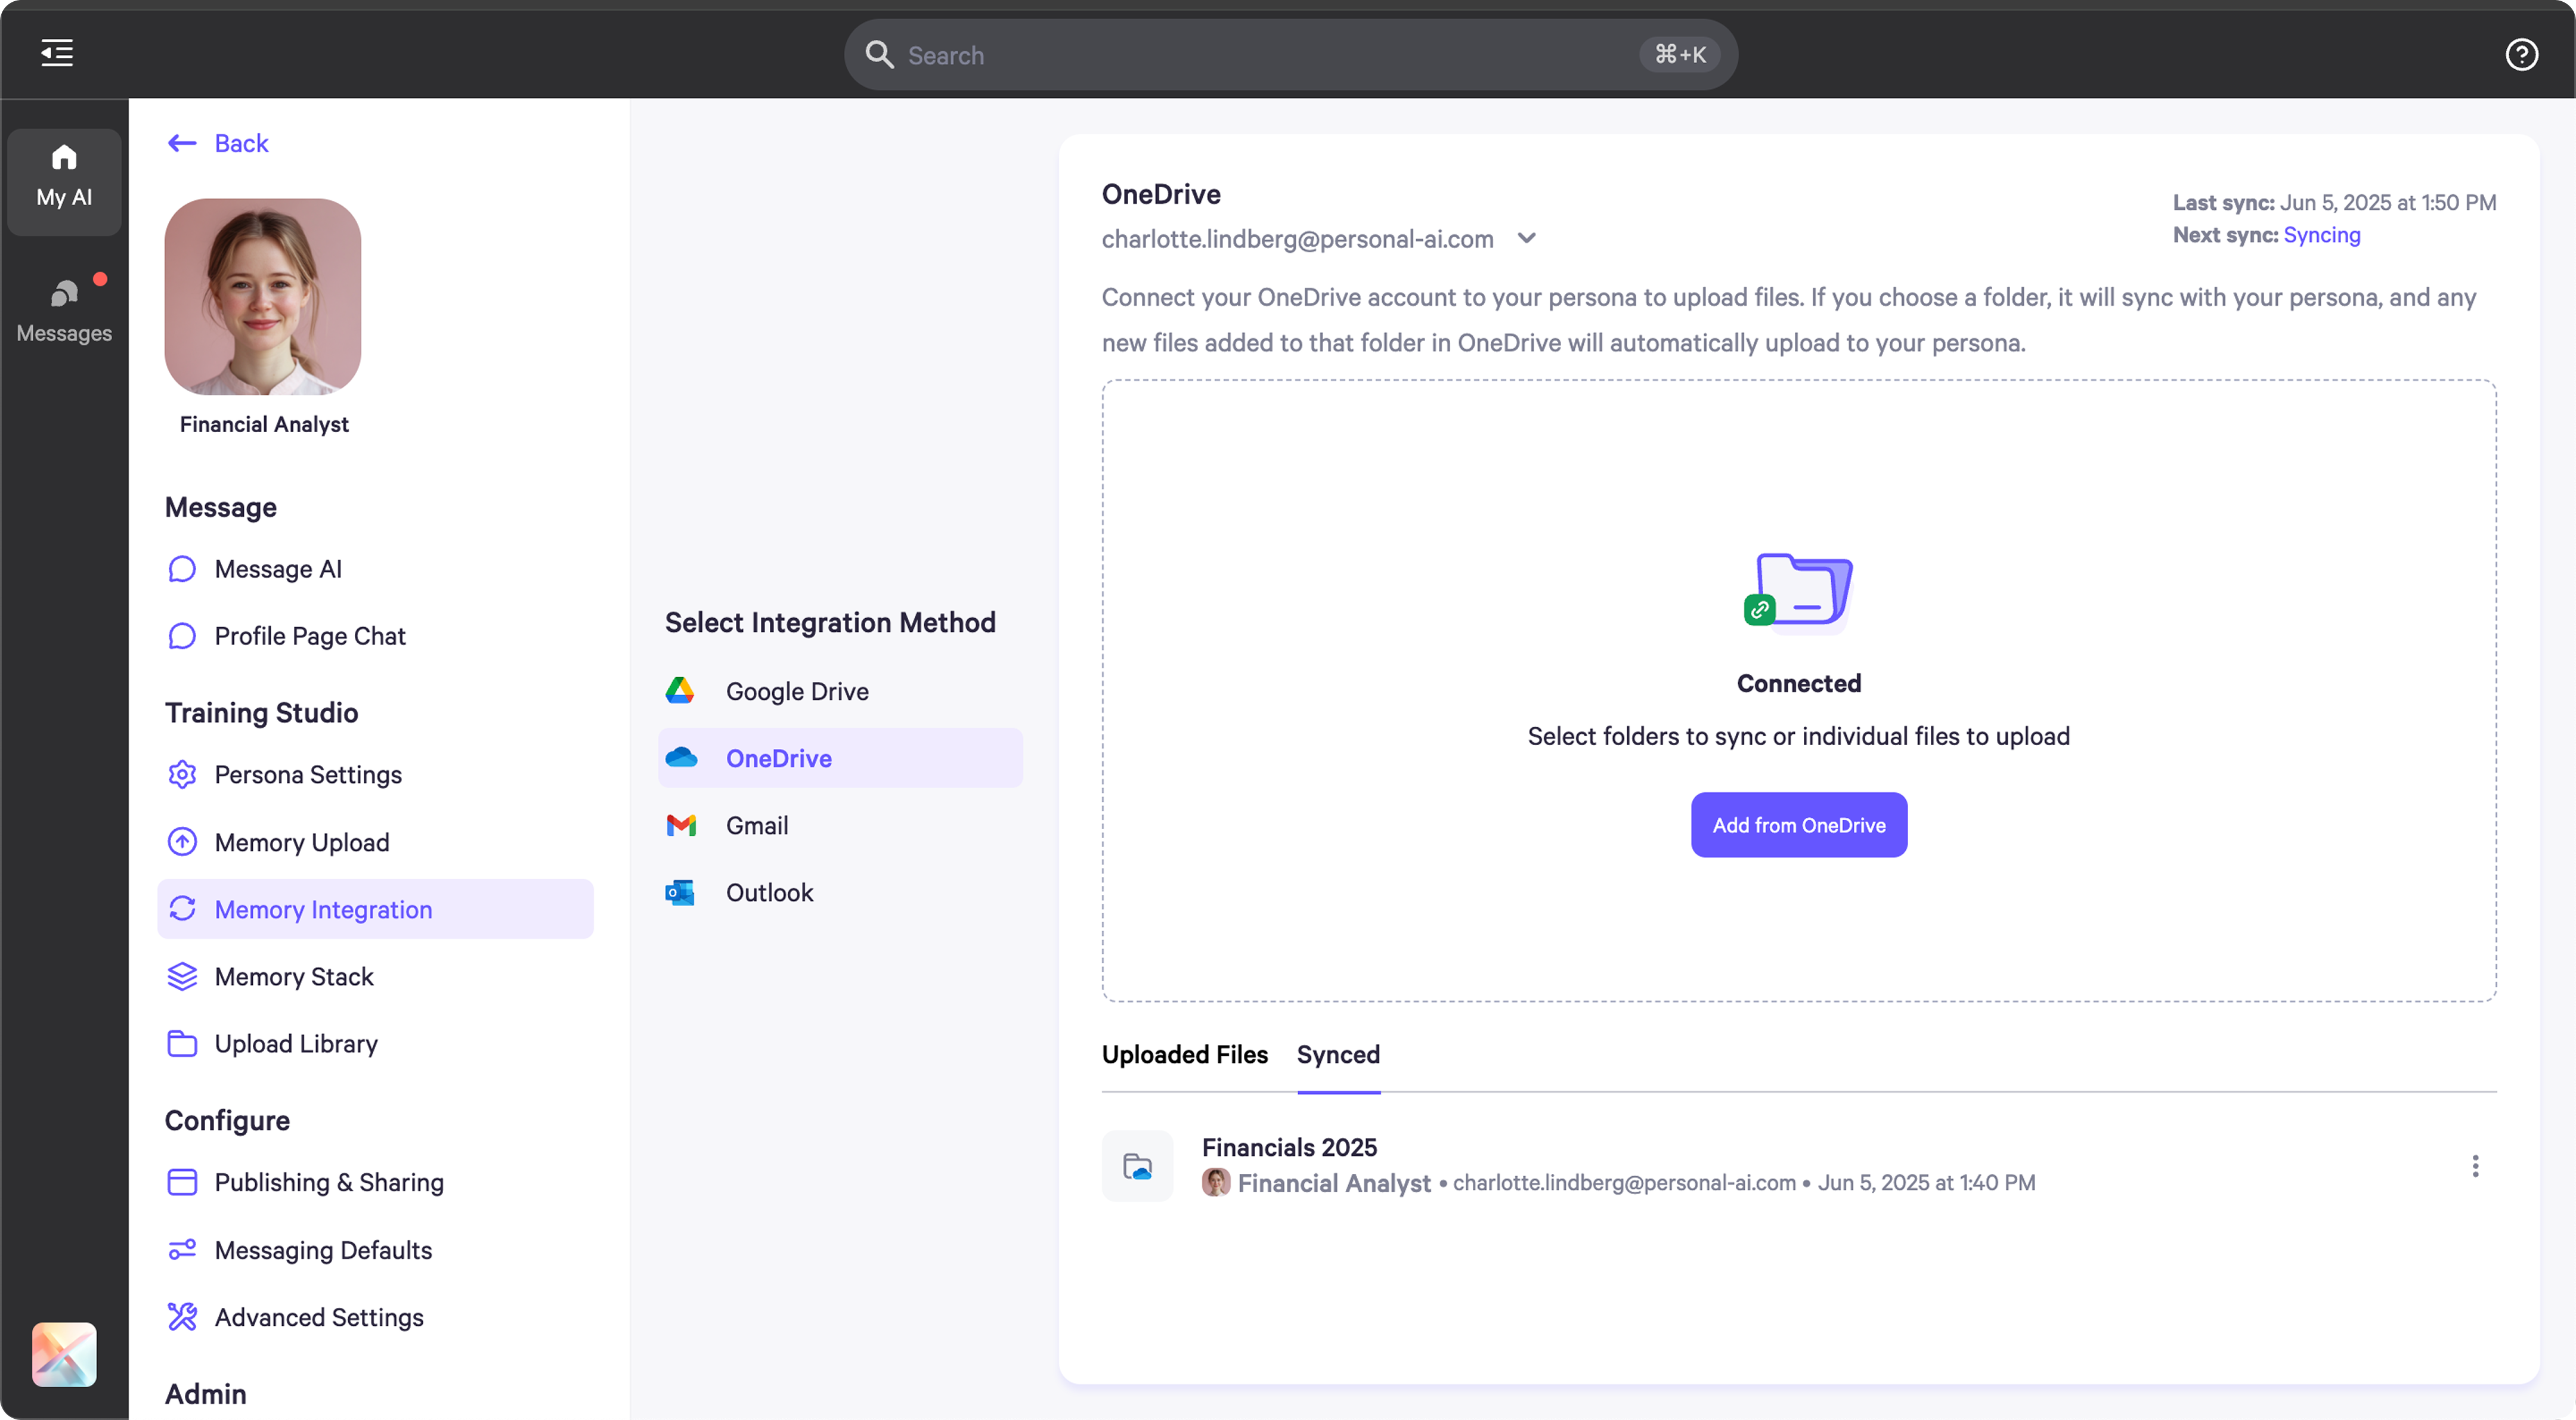 Search
⌘+K
My AI
Messages
Back
Financial Analyst
Message
Message AI
Profile Page Chat
Training Studio
Persona Settings
Memory Upload
Memory Integration
Memory Stack
Upload Library
Configure
Publishing & Sharing
Messaging Defaults
Advanced Settings
Admin
Select Integration Method
Google Drive
OneDrive
Gmail
Outlook
OneDrive
charlotte.lindberg@personal-ai.com
Last sync: Jun 5, 2025 at 1:50 PM
Next sync: Syncing
Connect your OneDrive account to your persona to upload files. If you choose a folder, it will sync with your persona, and any
new files added to that folder in OneDrive will automatically upload to your persona.
Connected
Select folders to sync or individual files to upload
Add from OneDrive
Uploaded Files Synced
Financials 2025
Financial Analyst • charlotte.lindberg@personal-ai.com • Jun 5, 2025 at 1:40 PM